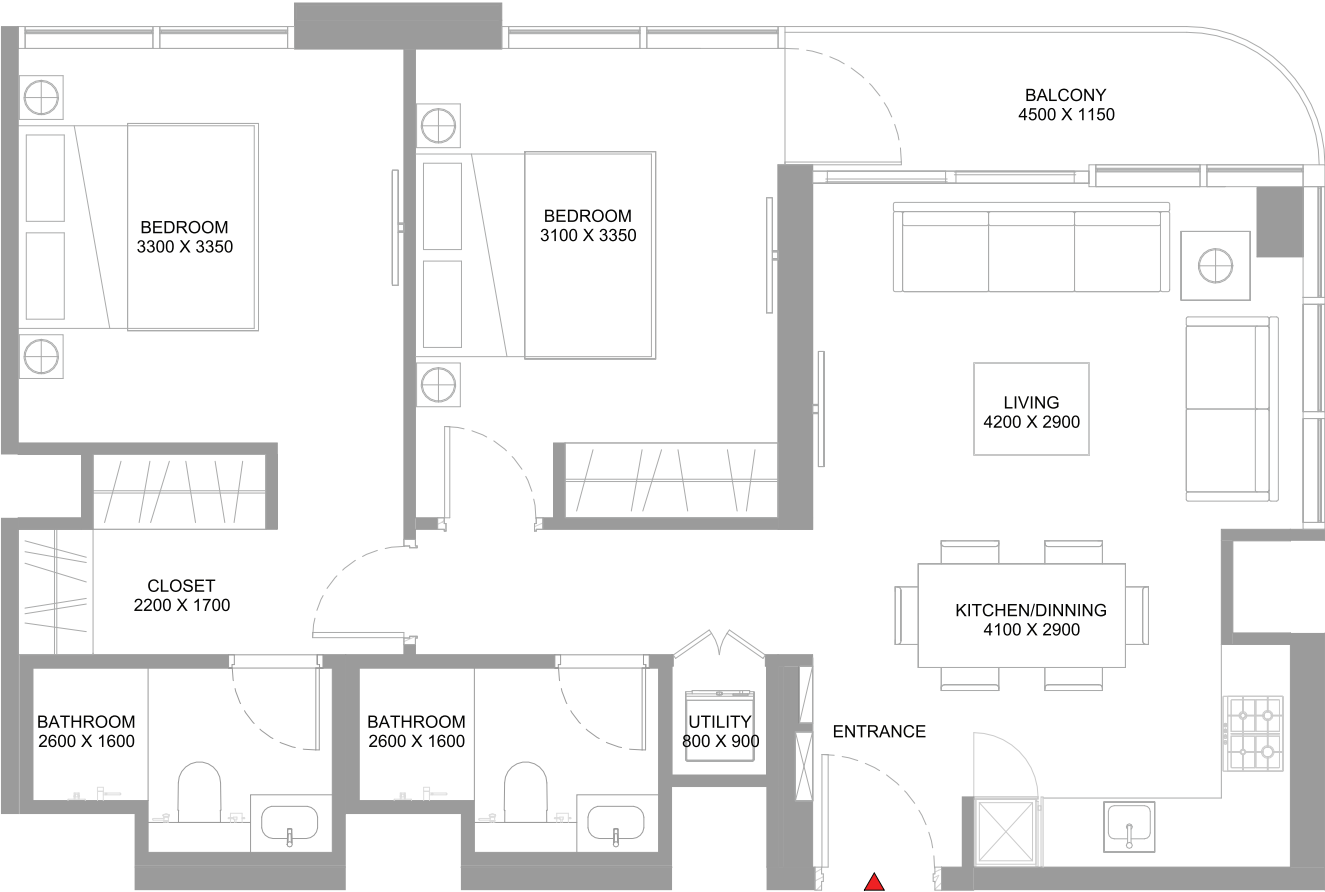 BALCONY
4500 X 1150
BEDROOM
3300 X 3350
BEDROOM
3100 X 3350
LIVING
4200 X 2900
CLOSET
2200 X 1700
KITCHEN/DINNING
4100 X 2900
BATHROOM
2600 X 1600
BATHROOM
2600 X 1600
UTILITY
800 X 900
ENTRANCE